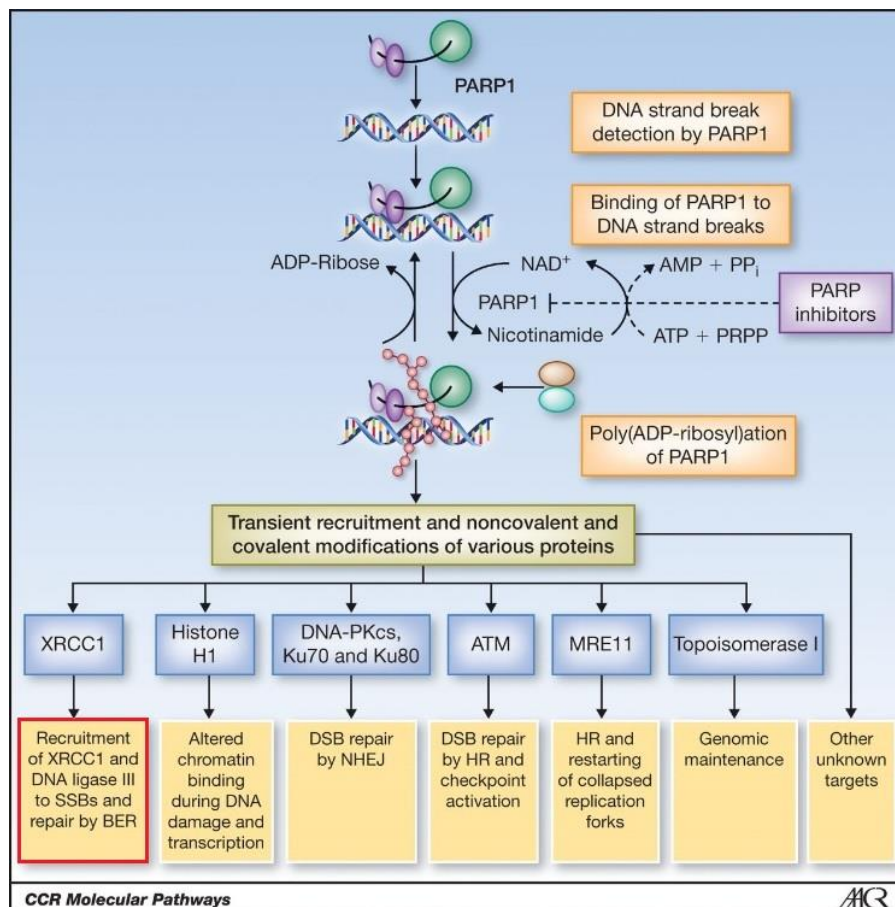 PARP1
DNA strand break
detection by PARP1
Binding of PARP1 to
DNA strand breaks
ADP-Ribose
NAD⁺
AMP + PPᵢ
PARP1
PARP
inhibitors
Nicotinamide
ATP + PRPP
Poly(ADP-ribosyl)ation
of PARP1
Transient recruitment and noncovalent and
covalent modifications of various proteins
XRCC1
Histone
H1
DNA-PKcs,
Ku70 and Ku80
ATM
MRE11
Topoisomerase I
Recruitment
of XRCC1 and
DNA ligase III
to SSBs and
repair by BER
Altered
chromatin
binding
during DNA
damage and
transcription
DSB repair
by NHEJ
DSB repair
by HR and
checkpoint
activation
HR and
restarting
of collapsed
replication
forks
Genomic
maintenance
Other
unknown
targets
CCR Molecular Pathways
AACR